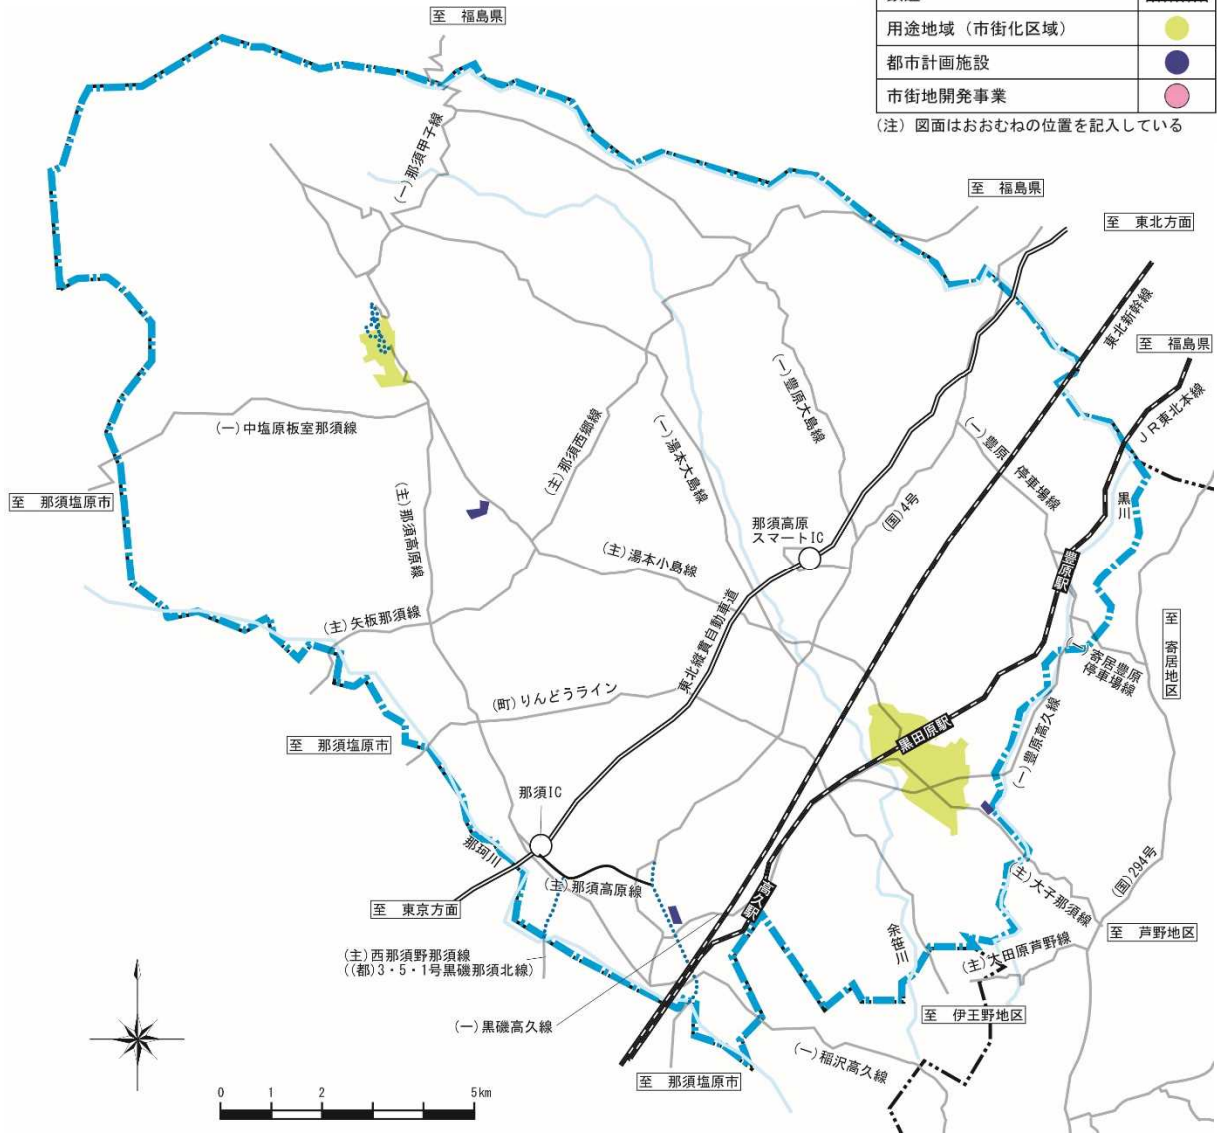 至 福島県
用途地域（市街化区域）
都市計画施設
市街地開発事業
(注) 図面はおおむねの位置を記入している
(一)那須甲子線
至 福島県
至 東北方面
東北新幹線
至 福島県
JR東北本線
(一)中塩原板室那須線
(主)那須西郷線
(一)湯本大島線
(一)豊原大島線
(一)豊原
停車場線
黒川
至 那須塩原市
(主)那須高原線
那須高原
スマートIC
(国)4号
(主)湯本小島線
豊原駅
(主)矢板那須線
東北縦貫自動車道
至 寄居地区
(一)寄居豊原
停車場線
(町)りんどうライン
黒田原駅
(一)豊原高久線
至 那須塩原市
那須IC
那珂川
(主)那須高原線
高久駅
(国)294号
(主)大子那須線
至 東京方面
余笹川
至 芦野地区
(主)西那須野那須線
((都)3・5・1号黒磯那須北線)
(主)大田原芦野線
(一)黒磯高久線
至 伊王野地区
(一)稲沢高久線
至 那須塩原市
0 1 2 5km